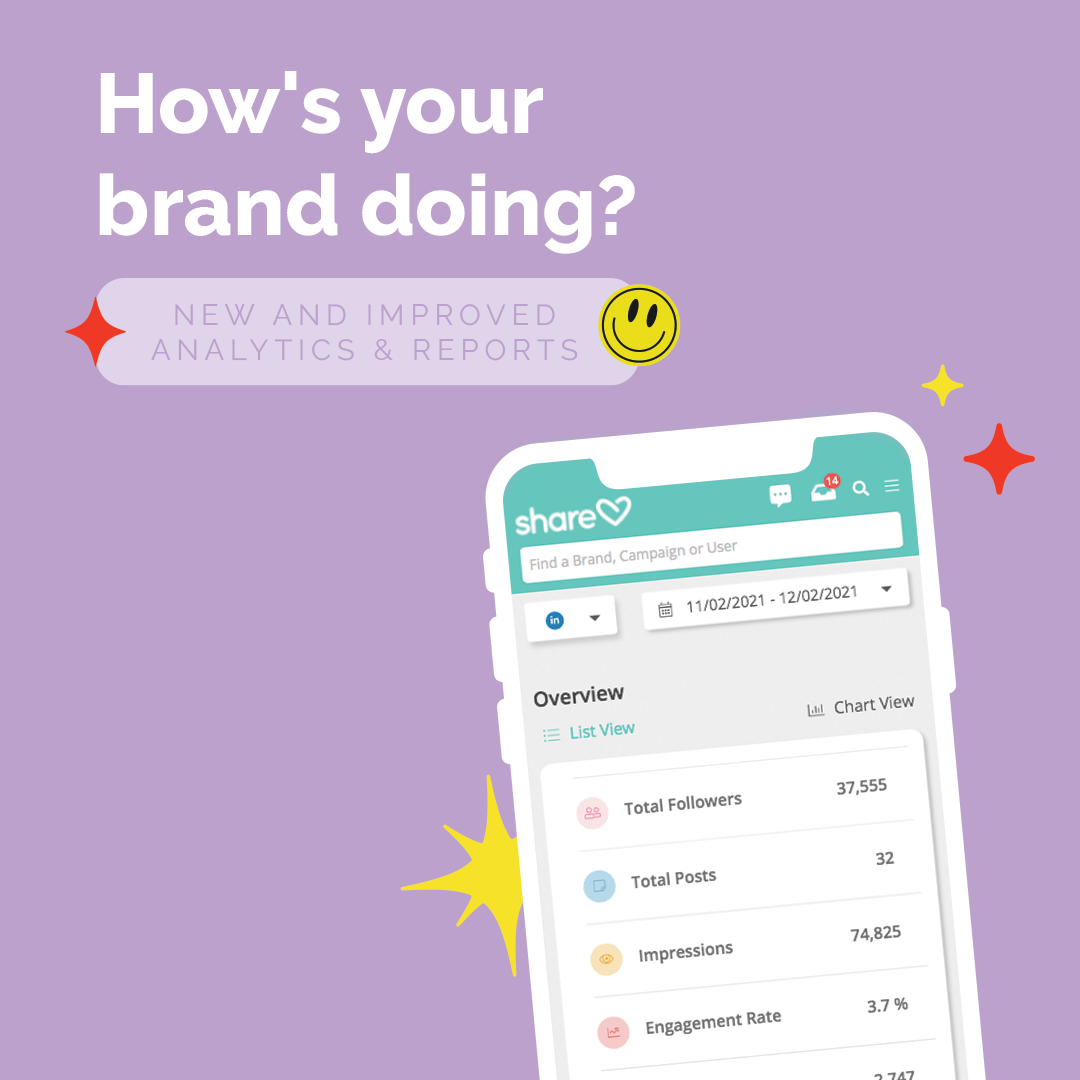 How's your
brand doing?
NEW AND IMPROVED
ANALYTICS & REPORTS
14
share
Find a Brand, Campaign or User
in
11/02/2021 - 12/02/2021
Overview
List View
Chart View
Total Followers
37,555
Total Posts
32
Impressions
74,825
Engagement Rate
3.7 %
2,747